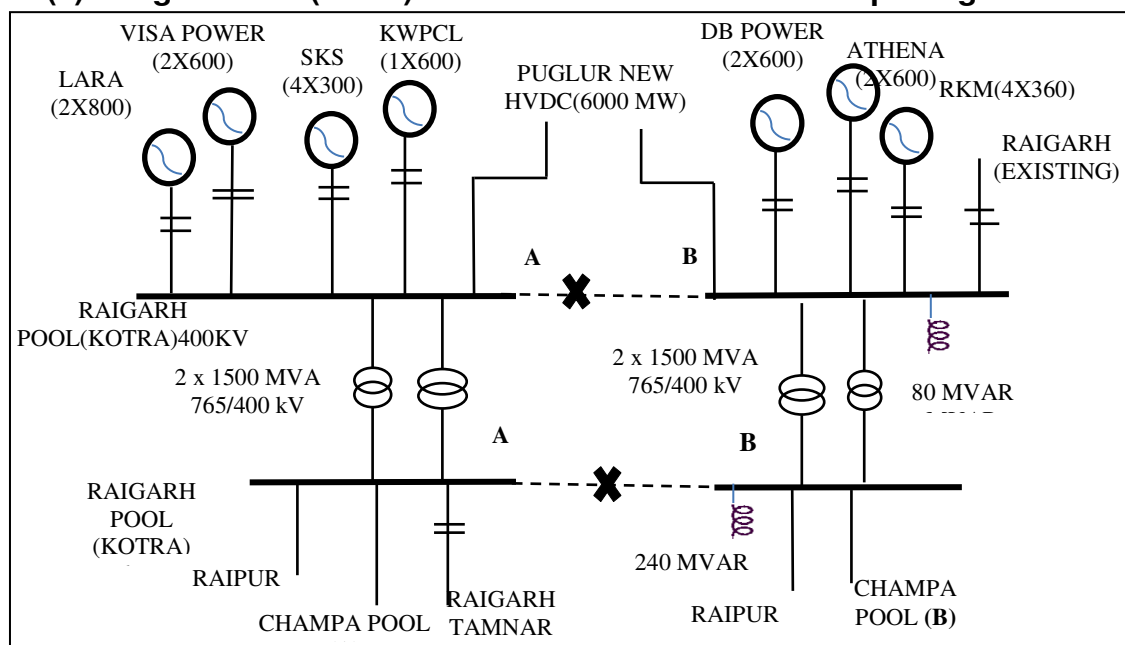 VISA POWER
(2X600)
KWPCL
(1X600)
DB POWER
(2X600)
SKS
(4X300)
ATHENA
(2X600)
LARA
(2X800)
PUGLUR NEW
HVDC(6000 MW)
RKM(4X360)
RAIGARH
(EXISTING)
A
B
RAIGARH
POOL(KOTRA)400KV
2 x 1500 MVA
765/400 kV
2 x 1500 MVA
765/400 kV
80 MVAR
A
B
RAIGARH
POOL
(KOTRA)
240 MVAR
RAIPUR
CHAMPA POOL
RAIGARH
TAMNAR
RAIPUR
CHAMPA
POOL (B)